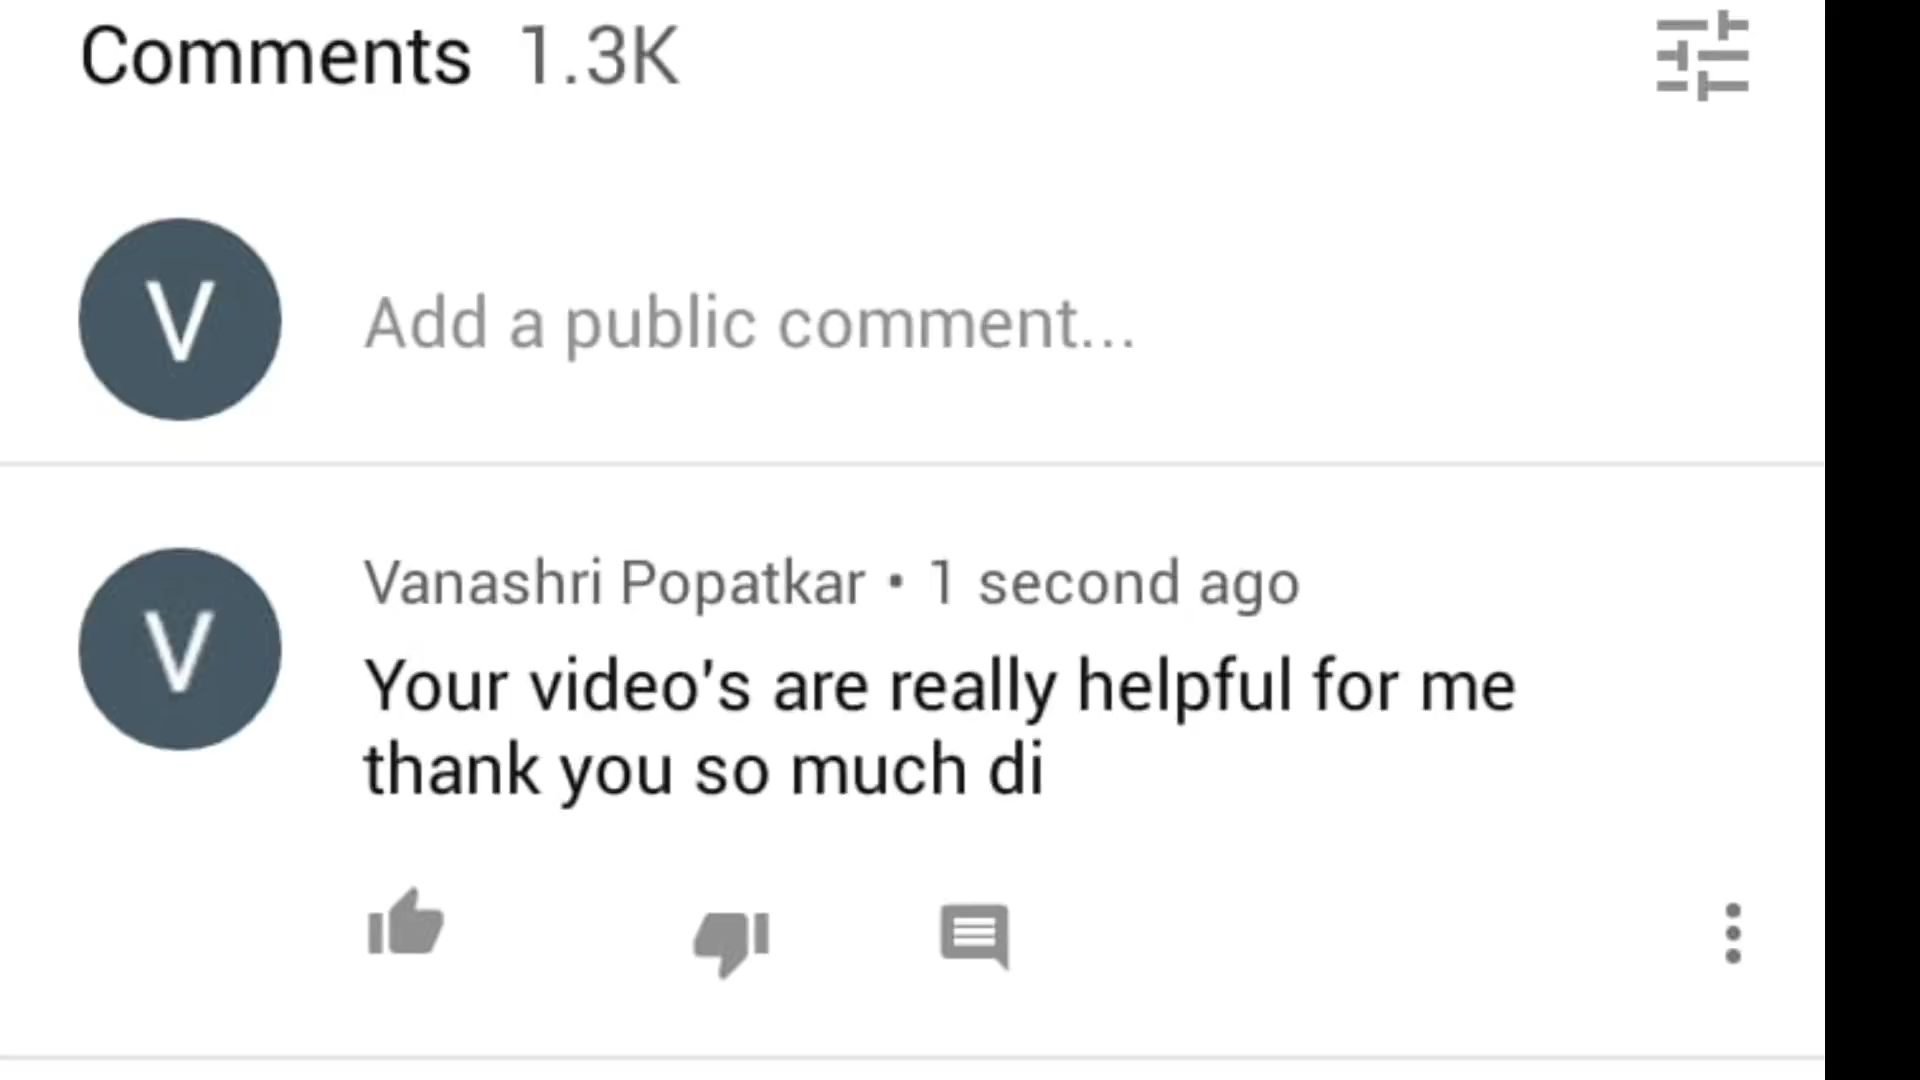 Comments 1.3K
V
Add a public comment...
V
Vanashri Popatkar • 1 second ago
Your video's are really helpful for me
thank you so much di